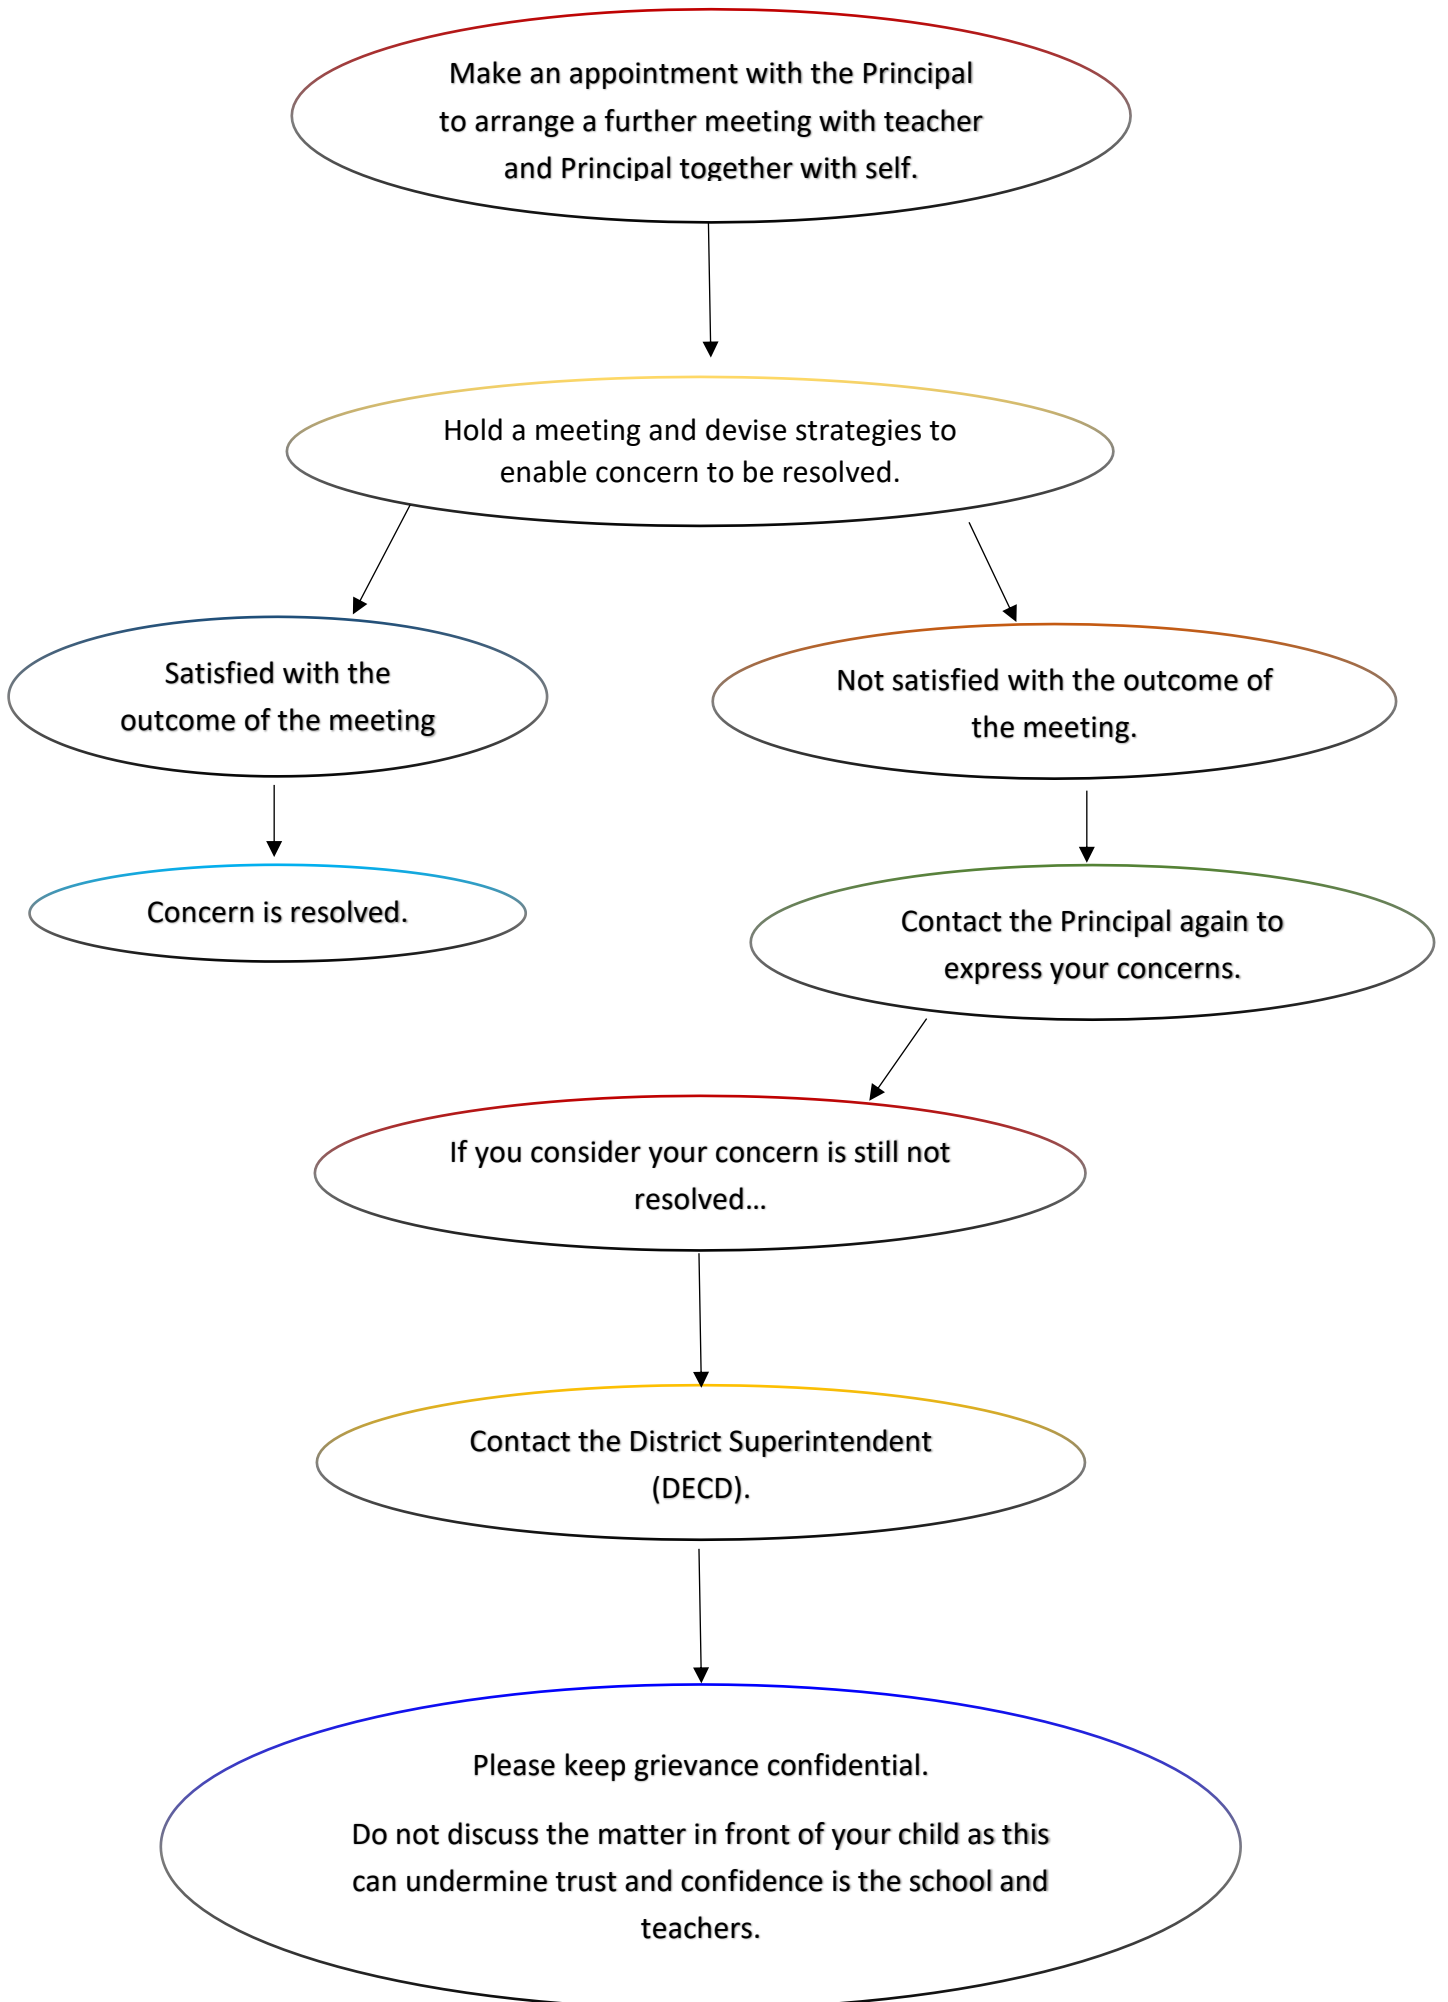 Make an appointment with the Principal
to arrange a further meeting with teacher
and Principal together with self.
Hold a meeting and devise strategies to
enable concern to be resolved.
Satisfied with the
outcome of the meeting
Not satisfied with the outcome of
the meeting.
Concern is resolved.
Contact the Principal again to
express your concerns.
If you consider your concern is still not
resolved…
Contact the District Superintendent
(DECD).
Please keep grievance confidential.
Do not discuss the matter in front of your child as this
can undermine trust and confidence is the school and
teachers.